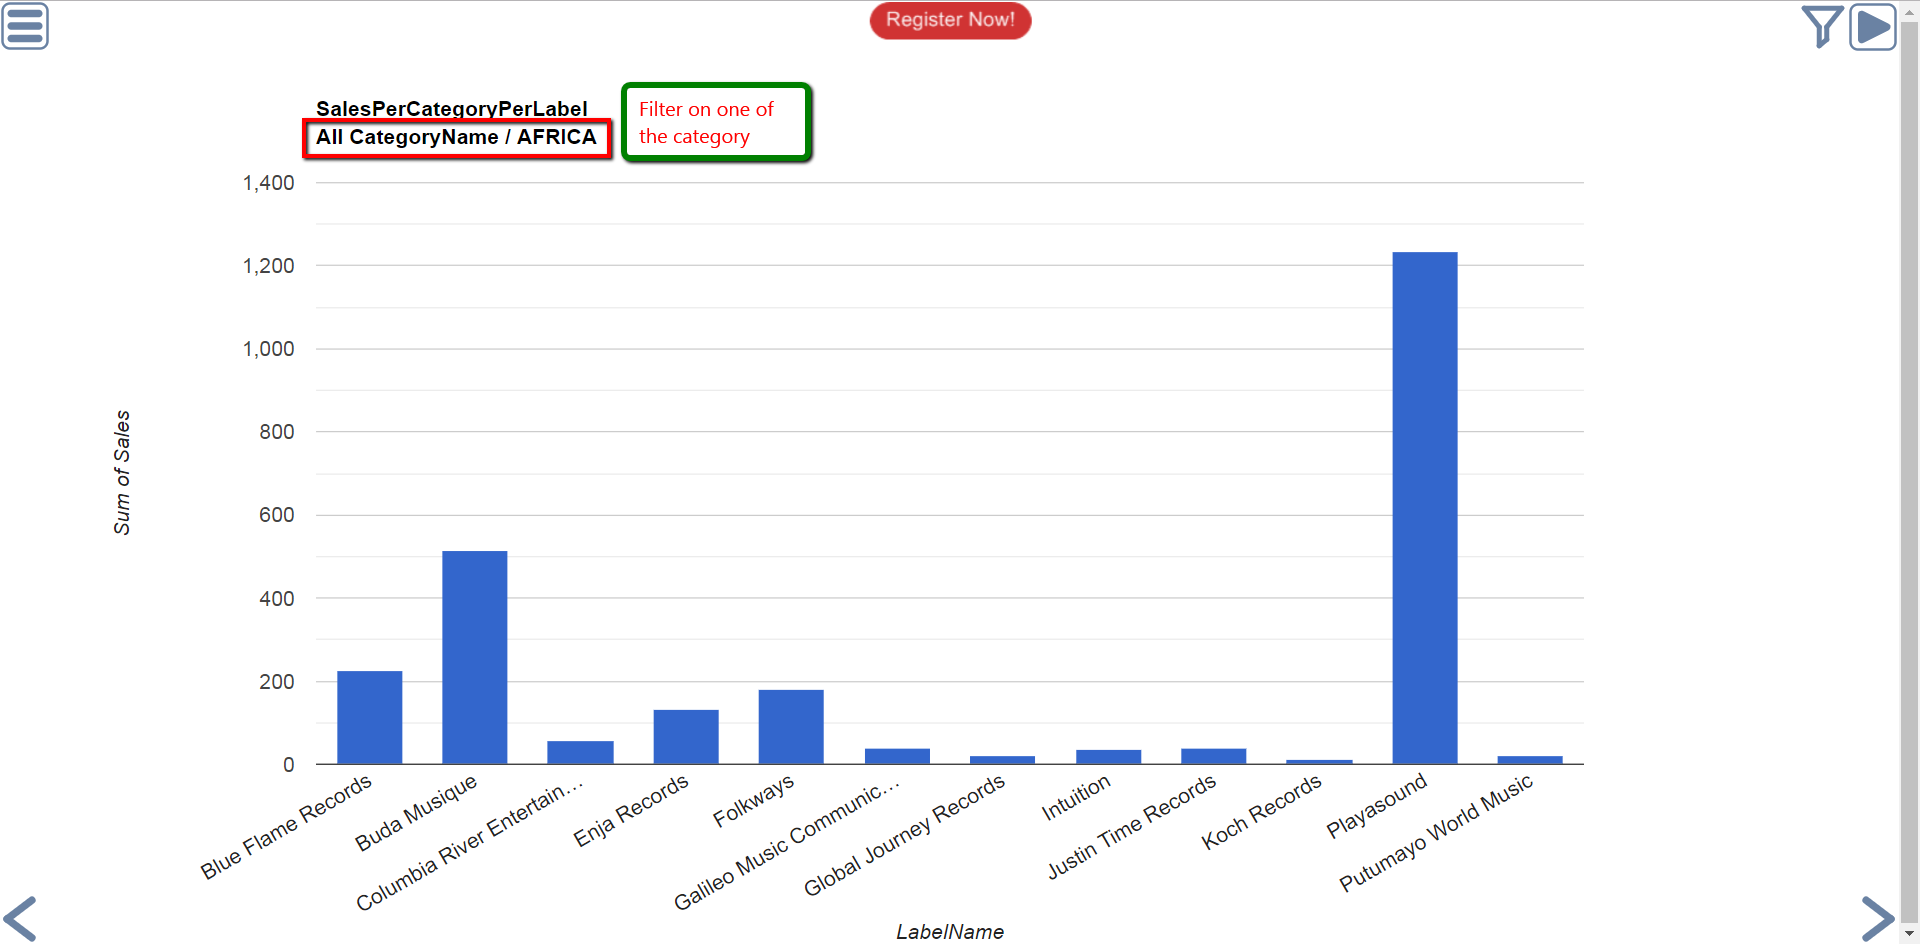 Register Now!
SalesPerCategoryPerLabel
All CategoryName / AFRICA
Filter on one of
the category
1,400
1,200
1,000
800
600
400
200
0
Sum of Sales
Blue Flame Records
Buda Musique
Columbia River Entertain...
Enja Records
Folkways
Galileo Music Communic...
Global Journey Records
Intuition
Justin Time Records
Koch Records
Playasound
Putumayo World Music
LabelName